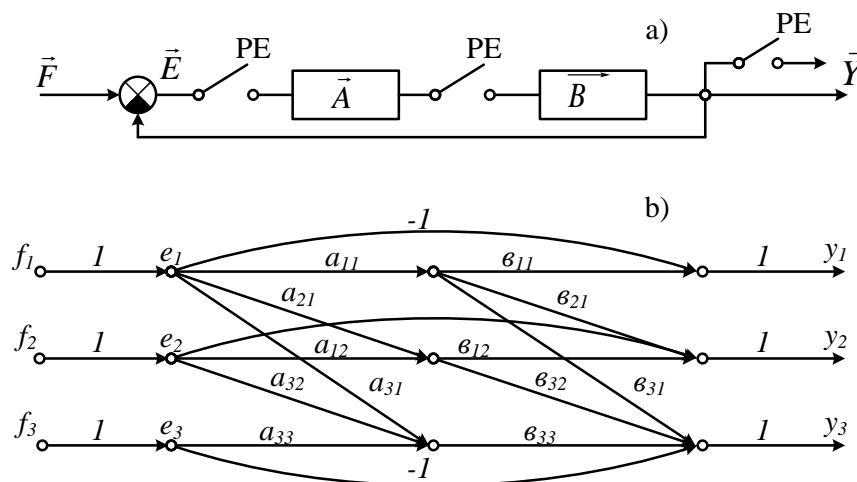 a)
F E PE A PE B PE Y
b)
-1
f1 1 e1 a11 в11 1 y1
a21 в21
f2 1 e2 a12 в12 1 y2
a32 a31 в32 в31
f3 1 e3 a33 в33 1 y3
-1